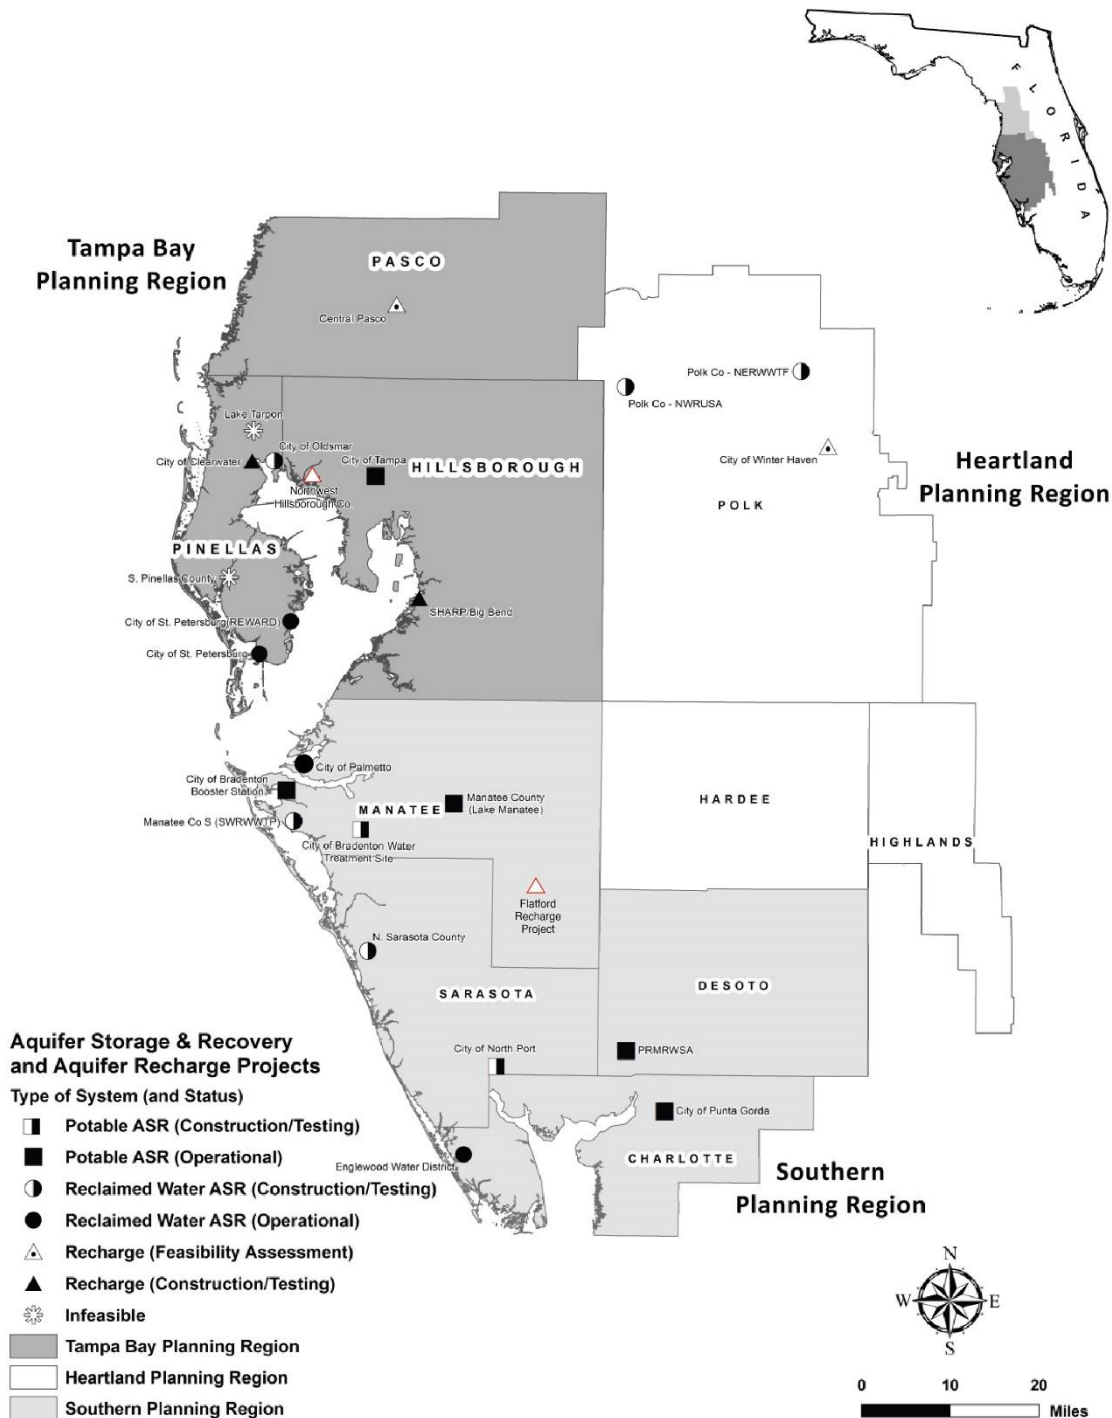 FLORIDA
Tampa Bay
Planning Region
PASCO
Central Pasco
Polk Co - NERWWTF
Polk Co - NWRUSA
Lake Tarpon
City of Oldsmar
City of Clearwater
City of Tampa
HILLSBOROUGH
City of Winter Haven
Heartland
Planning Region
Northwest
Hillsborough Co.
POLK
PINELLAS
S. Pinellas County
SHARP/Big Bend
City of St. Petersburg(REWARD)
City of St. Petersburg
City of Palmetto
City of Bradenton
Booster Station
Manatee County
(Lake Manatee)
MANATEE
HARDEE
Manatee Co S (SWRWWTP)
City of Bradenton Water
Treatment Site
HIGHLANDS
Flatford
Recharge
Project
N. Sarasota County
SARASOTA
DESOTO
City of North Port
PRMRWSA
City of Punta Gorda
Englewood Water District
CHARLOTTE
Southern
Planning Region
Aquifer Storage & Recovery
and Aquifer Recharge Projects
Type of System (and Status)
Potable ASR (Construction/Testing)
Potable ASR (Operational)
Reclaimed Water ASR (Construction/Testing)
Reclaimed Water ASR (Operational)
Recharge (Feasibility Assessment)
Recharge (Construction/Testing)
Infeasible
Tampa Bay Planning Region
Heartland Planning Region
Southern Planning Region
N
W E
S
0 10 20
Miles